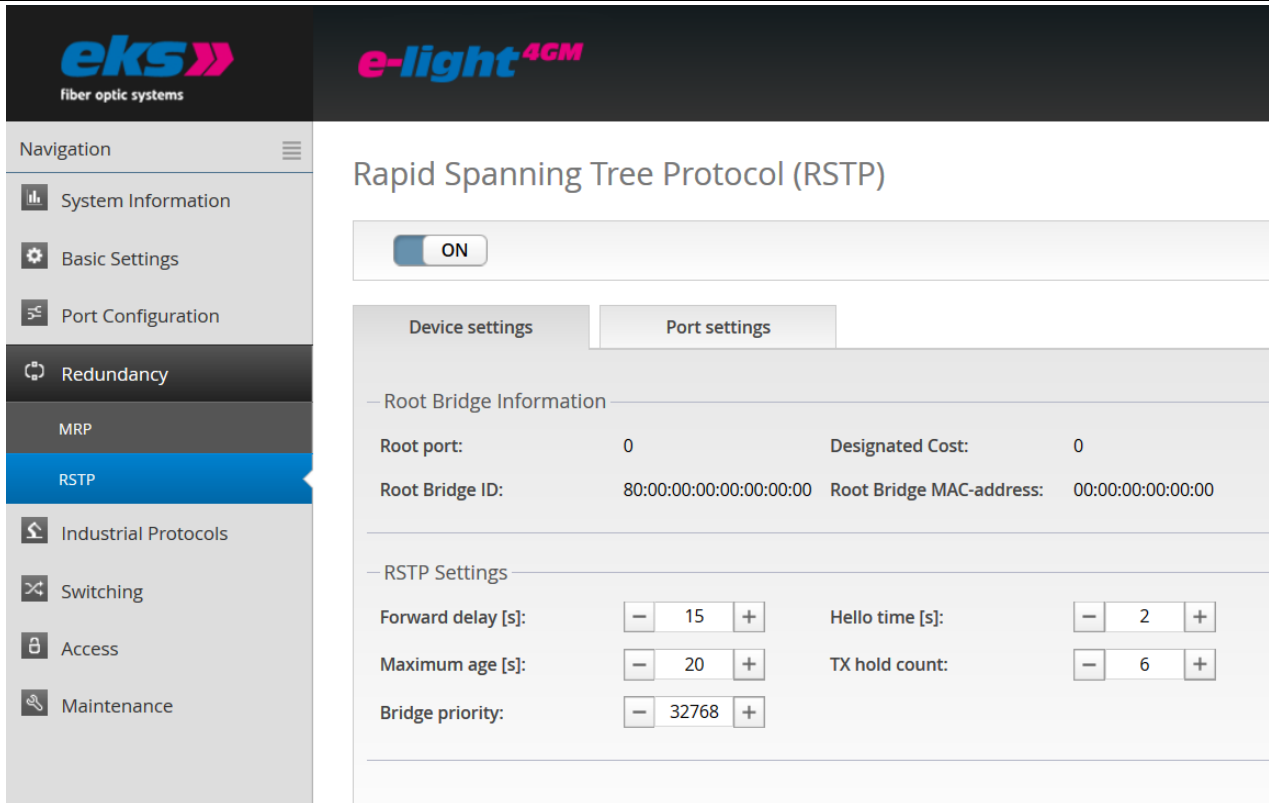 eks
fiber optic systems
e-light4GM
Navigation
System Information
Basic Settings
Port Configuration
Redundancy
MRP
RSTP
Industrial Protocols
Switching
Access
Maintenance
Rapid Spanning Tree Protocol (RSTP)
ON
Device settings Port settings
Root Bridge Information
Root port: 0 Designated Cost: 0
Root Bridge ID: 80:00:00:00:00:00:00:00 Root Bridge MAC-address: 00:00:00:00:00:00
RSTP Settings
Forward delay [s]: − 15 + Hello time [s]: − 2 +
Maximum age [s]: − 20 + TX hold count: − 6 +
Bridge priority: − 32768 +